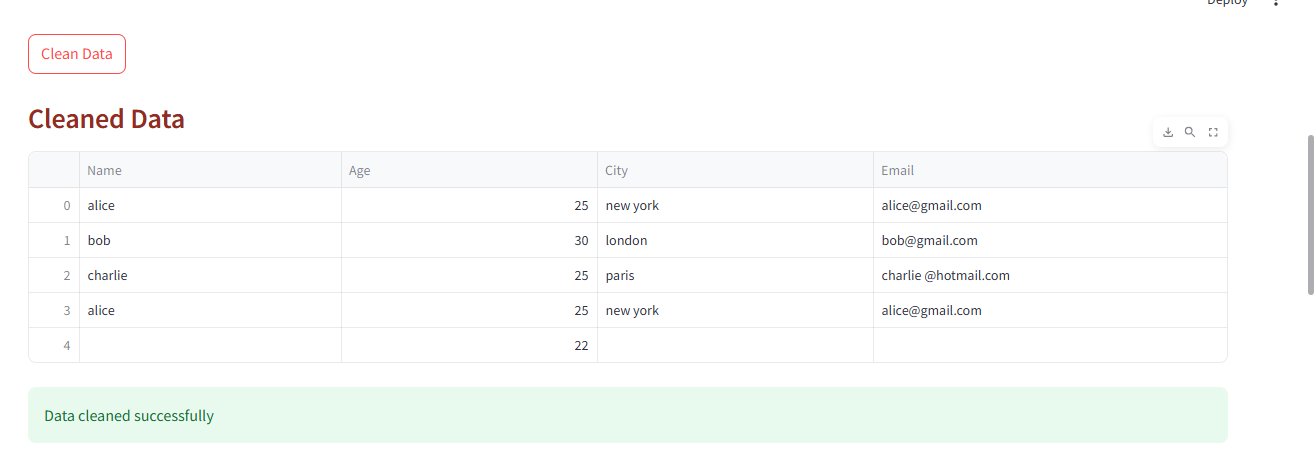 Deploy
Clean Data
Cleaned Data
Name Age City Email
0 alice 25 new york alice@gmail.com
1 bob 30 london bob@gmail.com
2 charlie 25 paris charlie @hotmail.com
3 alice 25 new york alice@gmail.com
4 22
Data cleaned successfully